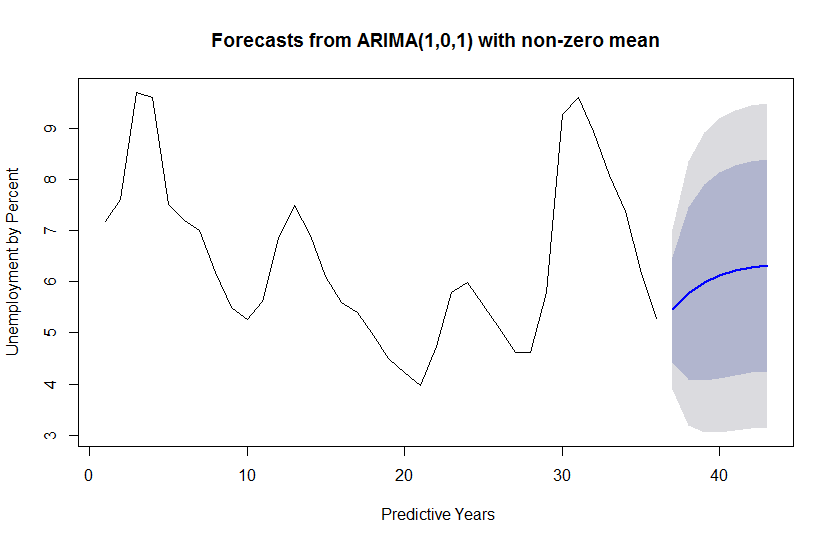 Forecasts from ARIMA(1,0,1) with non-zero mean
Unemployment by Percent
9
8
7
6
5
4
3
0 10 20 30 40
Predictive Years